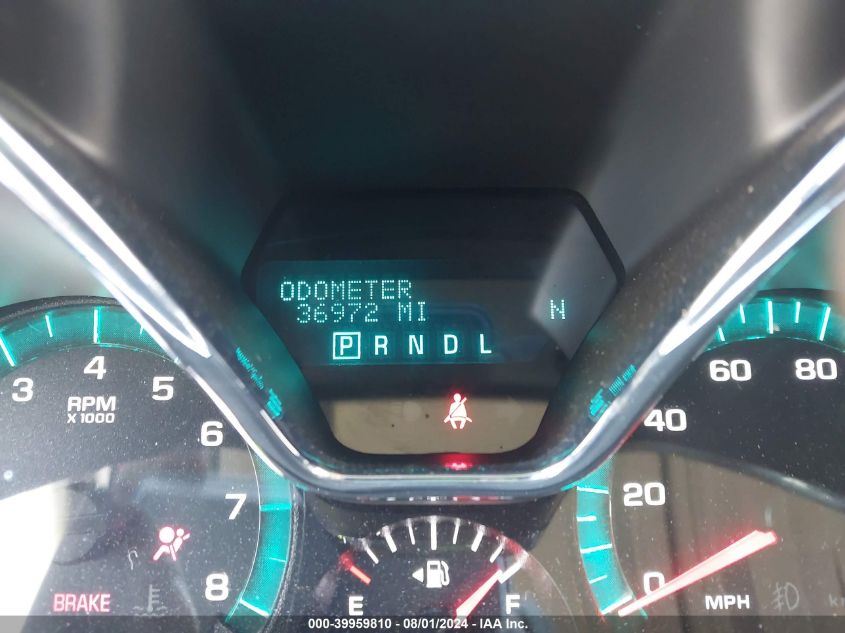 ODOMETER
36972 MI N
P R N D L
3 4 5 6 7 8
RPM
X1000
BRAKE
E F
0 20 40 60 80
MPH
000-39959810 - 08/01/2024 - IAA Inc.